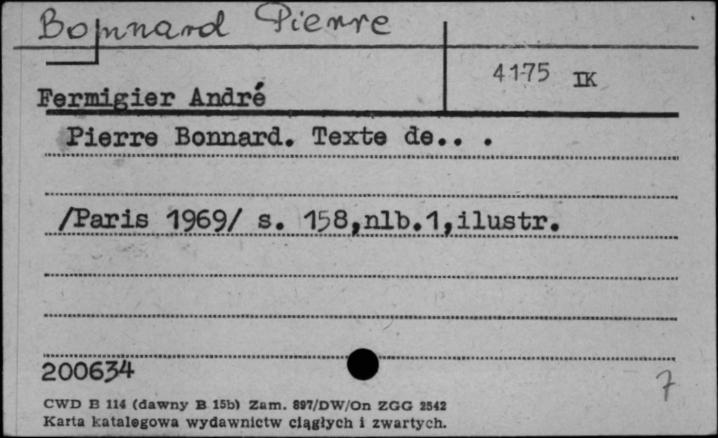 Bonnard Pierre
4175 IK
Fermigier André
Pierre Bonnard. Texte de.. .
/Paris 1969/ s. 158,nlb.1,ilustr.
200634
7
CWD B 114 (dawny B 15b) Zam. 897/DW/On ZGG 2542
Karta katalogowa wydawnictw ciągłych i zwartych.